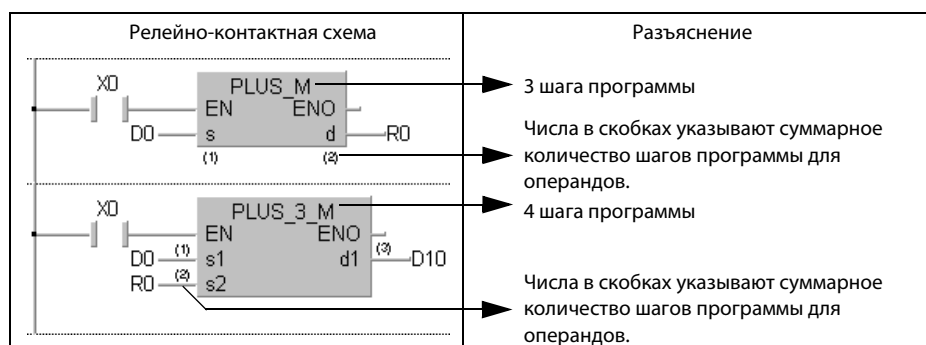 Релейно-контактная схема
Разъяснение
X0
PLUS_M
EN ENO
D0 s d R0
(1) (2)
3 шага программы
Числа в скобках указывают суммарное
количество шагов программы для
операндов.
X0
PLUS_3_M
EN ENO
D0 (1) s1 d1 (3) D10
R0 (2) s2
4 шага программы
Числа в скобках указывают суммарное
количество шагов программы для
операндов.